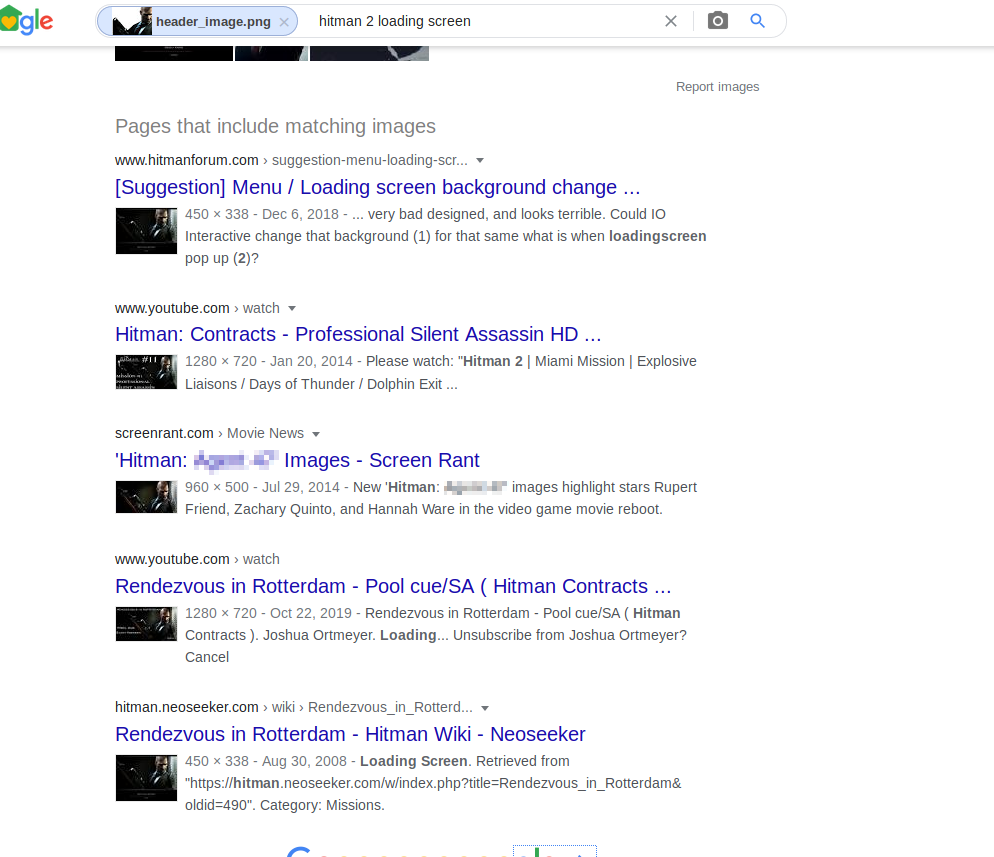 gle header_image.png × hitman 2 loading screen
Report images
Pages that include matching images
www.hitmanforum.com › suggestion-menu-loading-scr...
[Suggestion] Menu / Loading screen background change ...
450 × 338 - Dec 6, 2018 - ... very bad designed, and looks terrible. Could IO
Interactive change that background (1) for that same what is when loadingscreen
pop up (2)?
www.youtube.com › watch
Hitman: Contracts - Professional Silent Assassin HD ...
1280 × 720 - Jan 20, 2014 - Please watch: "Hitman 2 | Miami Mission | Explosive
Liaisons / Days of Thunder / Dolphin Exit ...
screenrant.com › Movie News
'Hitman: Images - Screen Rant
960 × 500 - Jul 29, 2014 - New 'Hitman: images highlight stars Rupert
Friend, Zachary Quinto, and Hannah Ware in the video game movie reboot.
www.youtube.com › watch
Rendezvous in Rotterdam - Pool cue/SA ( Hitman Contracts ...
1280 × 720 - Oct 22, 2019 - Rendezvous in Rotterdam - Pool cue/SA ( Hitman
Contracts ). Joshua Ortmeyer. Loading... Unsubscribe from Joshua Ortmeyer?
Cancel
hitman.neoseeker.com › wiki › Rendezvous_in_Rotterd...
Rendezvous in Rotterdam - Hitman Wiki - Neoseeker
450 × 338 - Aug 30, 2008 - Loading Screen. Retrieved from
"https://hitman.neoseeker.com/w/index.php?title=Rendezvous_in_Rotterdam&
oldid=490". Category: Missions.